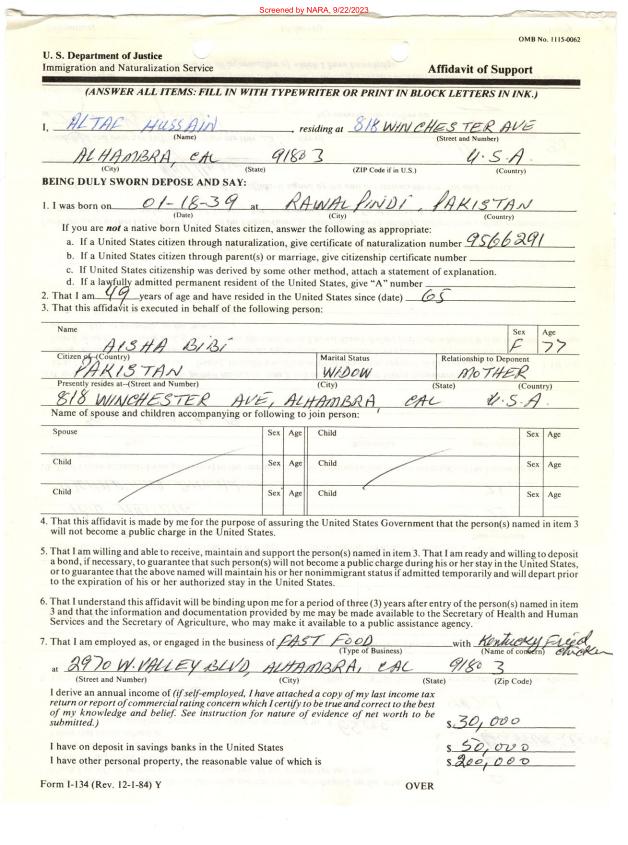 Screened by NARA, 9/22/2023
OMB No. 1115-0062
U. S. Department of Justice
Immigration and Naturalization Service Affidavit of Support
(ANSWER ALL ITEMS: FILL IN WITH TYPEWRITER OR PRINT IN BLOCK LETTERS IN INK.)
I, ALTAF HUSSAIN , residing at 818 WINCHESTER AVE
(Name) (Street and Number)
ALHAMBRA, CAL 91803 U.S.A.
(City) (State) (ZIP Code if in U.S.) (Country)
BEING DULY SWORN DEPOSE AND SAY:
1. I was born on 01-18-39 at RAWALPINDI, PAKISTAN
(Date) (City) (Country)
If you are not a native born United States citizen, answer the following as appropriate:
a. If a United States citizen through naturalization, give certificate of naturalization number 9566291
b. If a United States citizen through parent(s) or marriage, give citizenship certificate number
c. If United States citizenship was derived by some other method, attach a statement of explanation.
d. If a lawfully admitted permanent resident of the United States, give "A" number
2. That I am 49 years of age and have resided in the United States since (date) 65
3. That this affidavit is executed in behalf of the following person:
Name Sex Age
AISHA BIBI F 77
Citizen of--(Country) Marital Status Relationship to Deponent
PAKISTAN WIDOW MOTHER
Presently resides at--(Street and Number) (City) (State) (Country)
818 WINCHESTER AVE, ALHAMBRA, CAL U.S.A.
Name of spouse and children accompanying or following to join person:
Spouse Sex Age Child Sex Age
Child Sex Age Child Sex Age
Child Sex Age Child Sex Age
4. That this affidavit is made by me for the purpose of assuring the United States Government that the person(s) named in item 3
will not become a public charge in the United States.
5. That I am willing and able to receive, maintain and support the person(s) named in item 3. That I am ready and willing to deposit
a bond, if necessary, to guarantee that such person(s) will not become a public charge during his or her stay in the United States,
or to guarantee that the above named will maintain his or her nonimmigrant status if admitted temporarily and will depart prior
to the expiration of his or her authorized stay in the United States.
6. That I understand this affidavit will be binding upon me for a period of three (3) years after entry of the person(s) named in item
3 and that the information and documentation provided by me may be made available to the Secretary of Health and Human
Services and the Secretary of Agriculture, who may make it available to a public assistance agency.
7. That I am employed as, or engaged in the business of FAST FOOD with Kentucky Fried Chicken
(Type of Business) (Name of concern)
at 2970 W. VALLEY BLVD, ALHAMBRA, CAL 91803
(Street and Number) (City) (State) (Zip Code)
I derive an annual income of (if self-employed, I have attached a copy of my last income tax
return or report of commercial rating concern which I certify to be true and correct to the best
of my knowledge and belief. See instruction for nature of evidence of net worth to be
submitted.) $ 30,000
I have on deposit in savings banks in the United States $ 50,000
I have other personal property, the reasonable value of which is $ 200,000
Form I-134 (Rev. 12-1-84) Y OVER